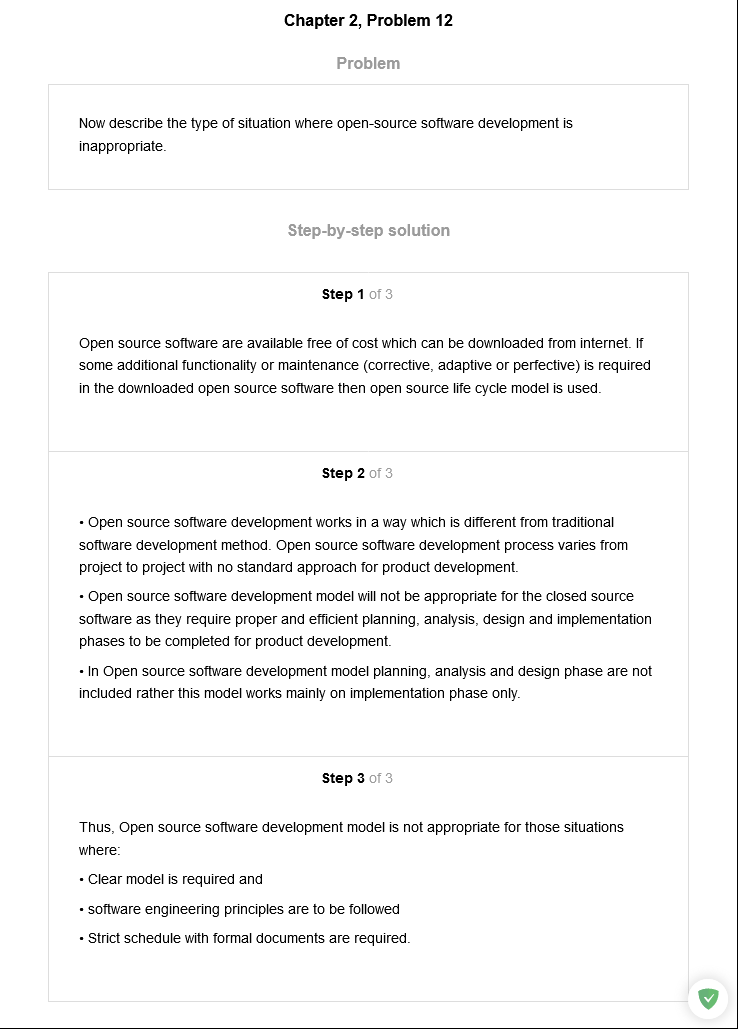 Chapter 2, Problem 12
Problem
Now describe the type of situation where open-source software development is
inappropriate.
Step-by-step solution
Step 1 of 3
Open source software are available free of cost which can be downloaded from internet. If
some additional functionality or maintenance (corrective, adaptive or perfective) is required
in the downloaded open source software then open source life cycle model is used.
Step 2 of 3
• Open source software development works in a way which is different from traditional
software development method. Open source software development process varies from
project to project with no standard approach for product development.
• Open source software development model will not be appropriate for the closed source
software as they require proper and efficient planning, analysis, design and implementation
phases to be completed for product development.
• In Open source software development model planning, analysis and design phase are not
included rather this model works mainly on implementation phase only.
Step 3 of 3
Thus, Open source software development model is not appropriate for those situations
where:
• Clear model is required and
• software engineering principles are to be followed
• Strict schedule with formal documents are required.